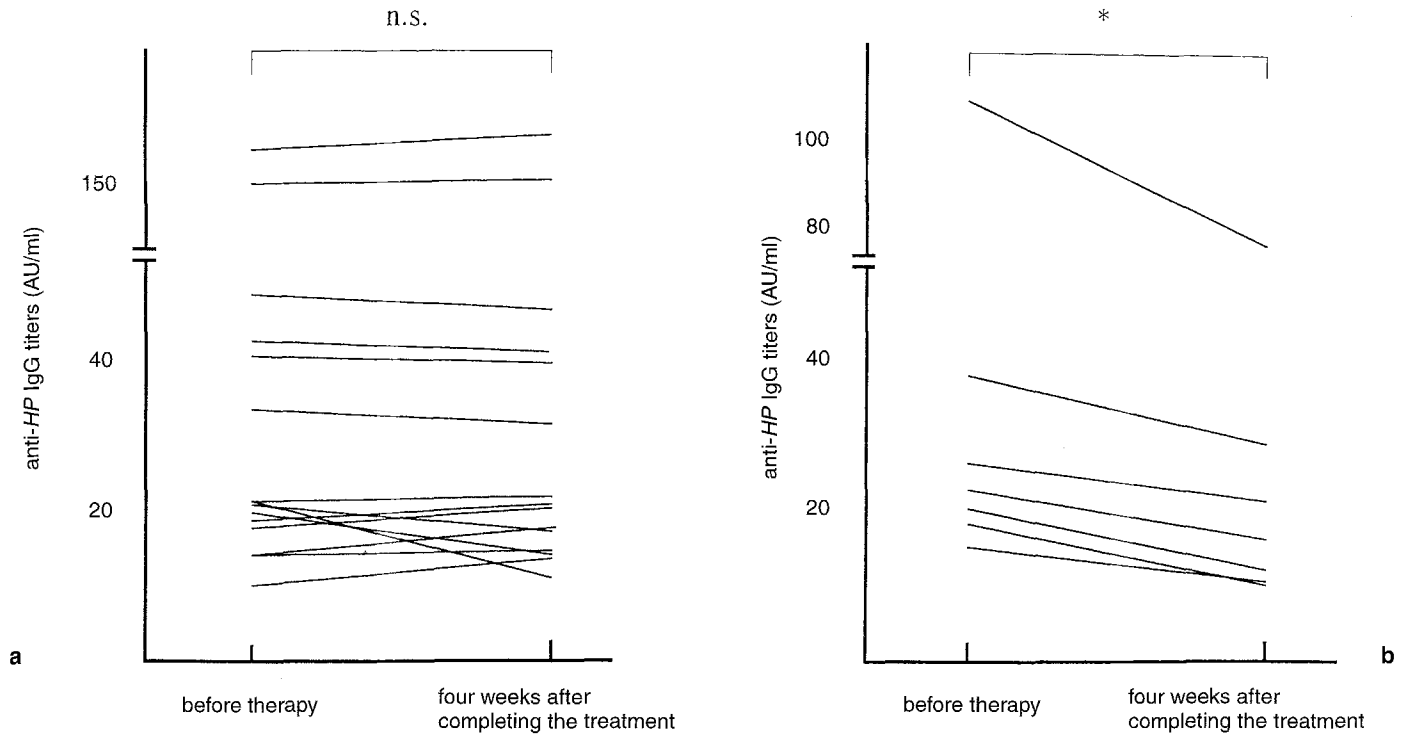 n.s.
150
40
20
anti-HP IgG titers (AU/ml)
before therapy
four weeks after
completing the treatment
a
*
100
80
40
20
anti-HP IgG titers (AU/ml)
before therapy
four weeks after
completing the treatment
b